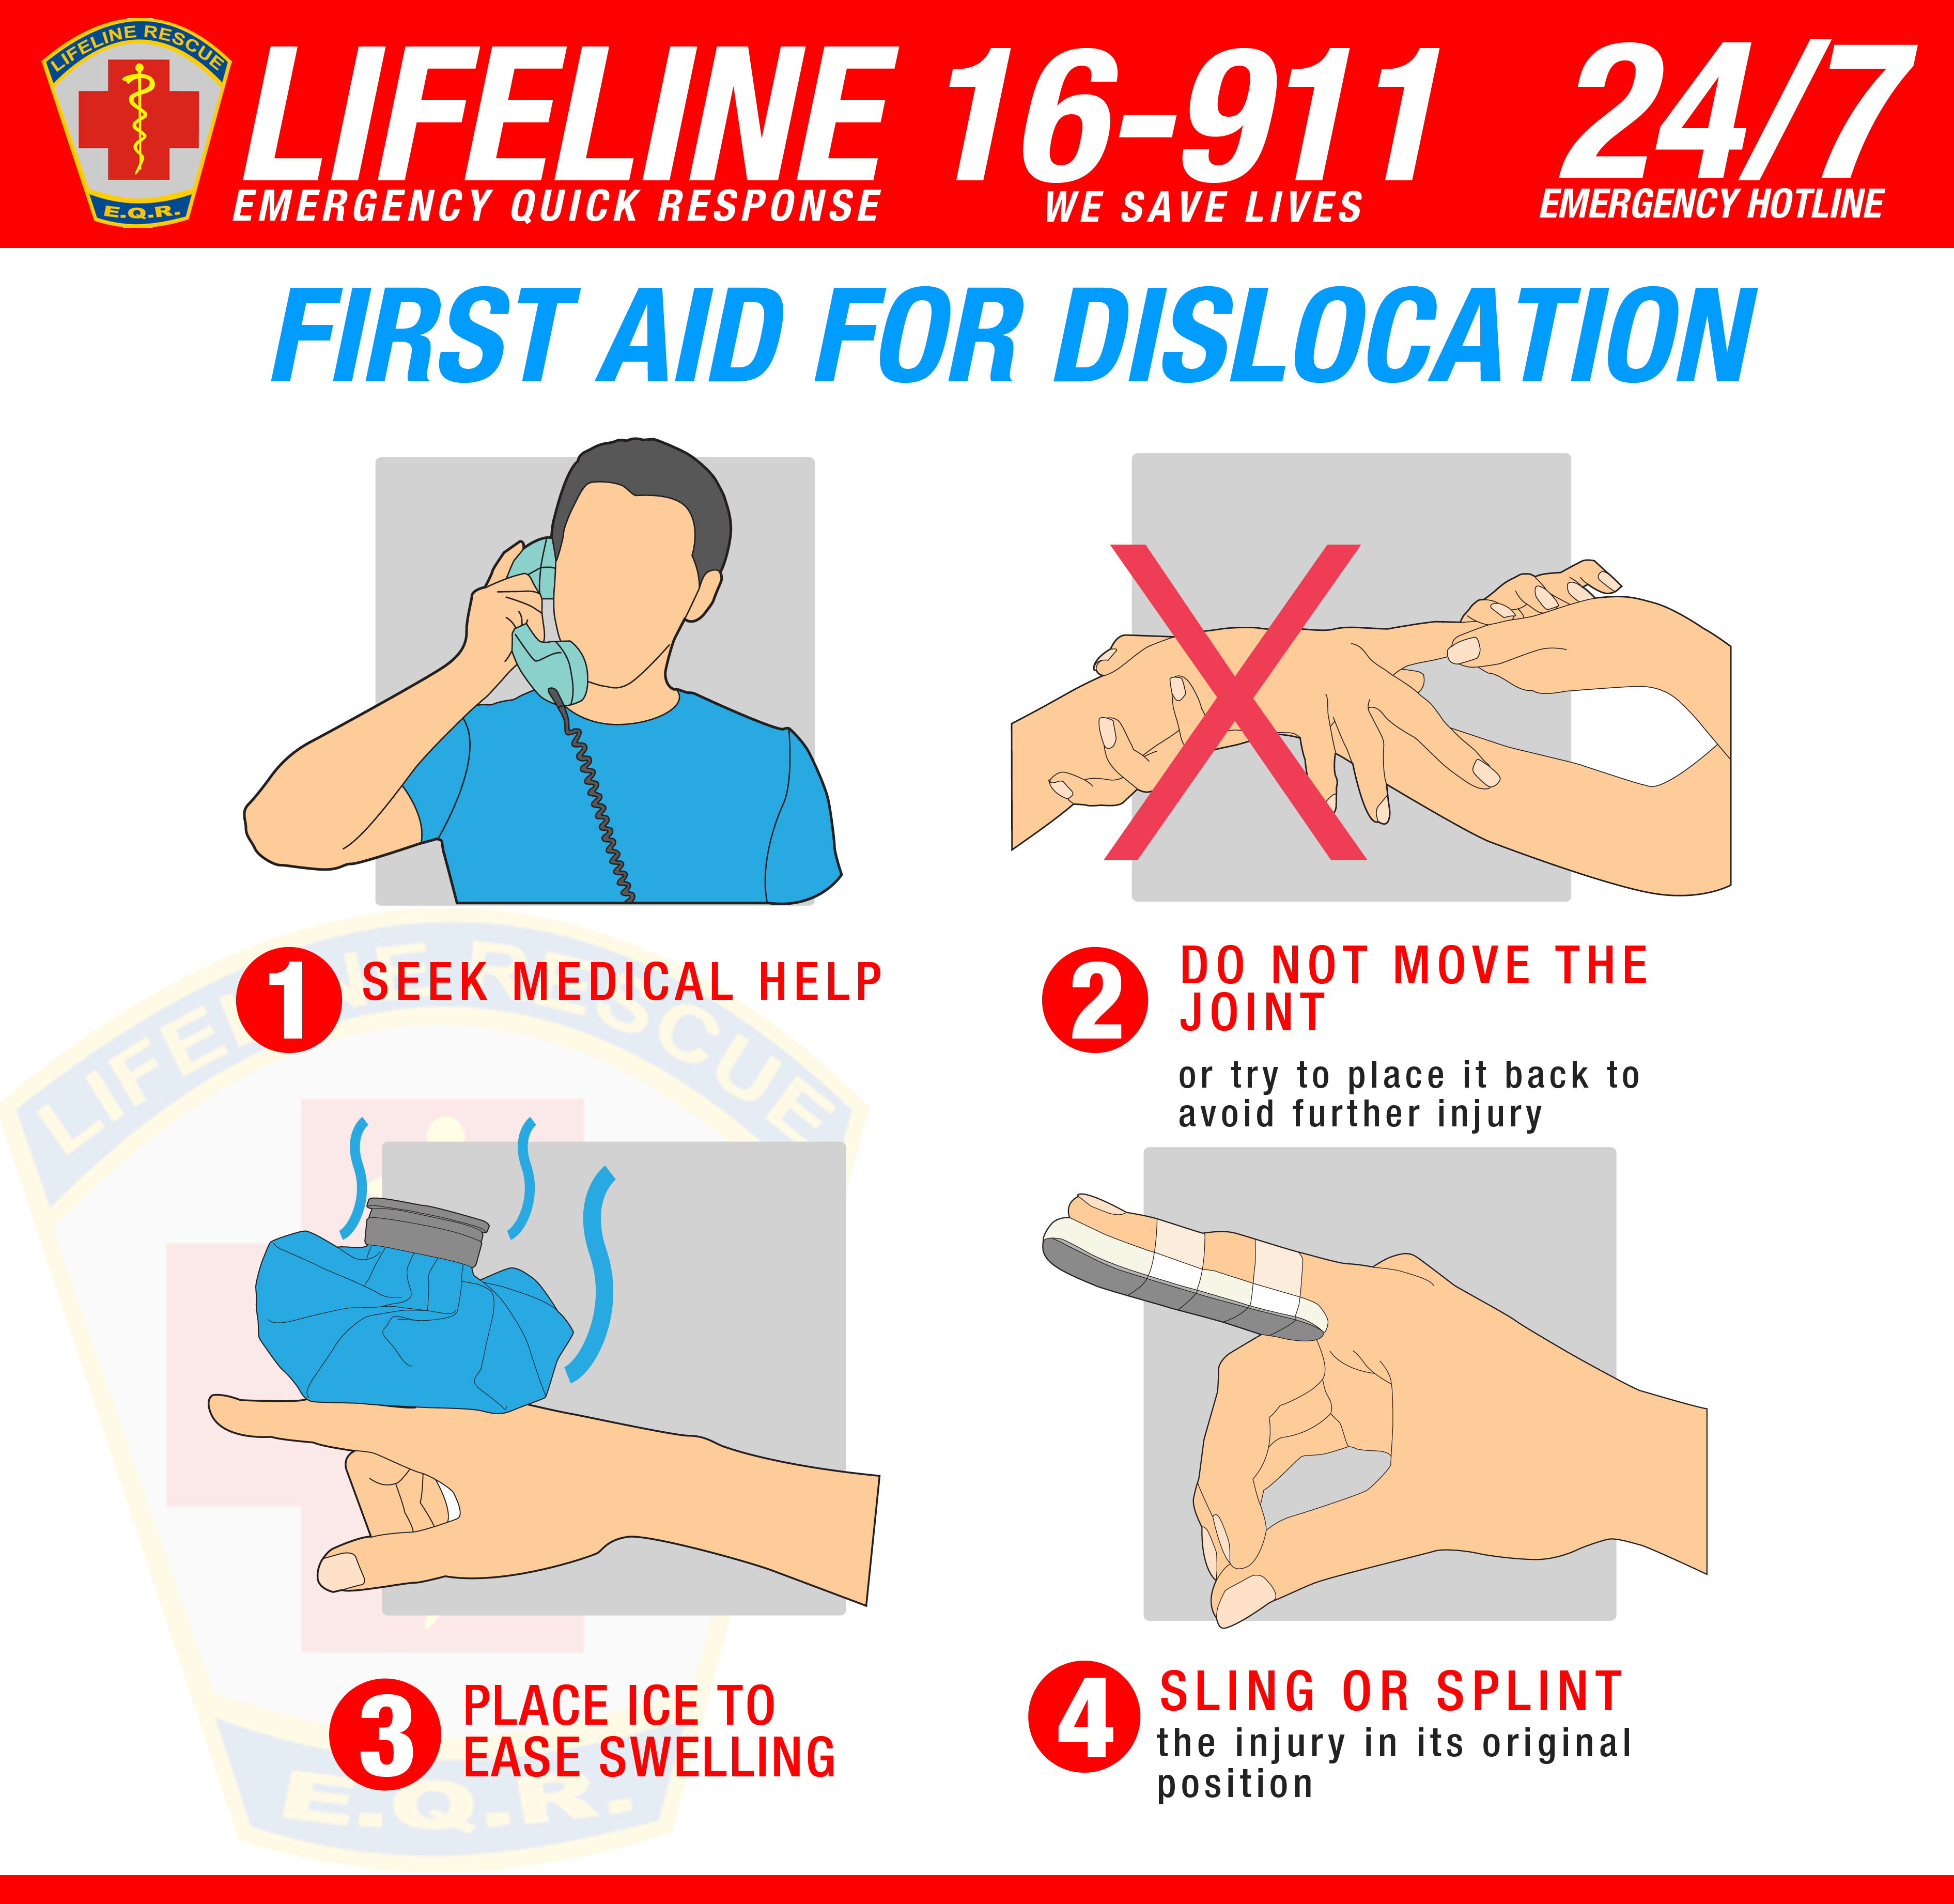 LIFELINE RESCUE
E.Q.R.
LIFELINE 16-911 24/7
EMERGENCY QUICK RESPONSE WE SAVE LIVES EMERGENCY HOTLINE
FIRST AID FOR DISLOCATION
1 SEEK MEDICAL HELP
2 DO NOT MOVE THE
JOINT
or try to place it back to
avoid further injury
3 PLACE ICE TO
EASE SWELLING
4 SLING OR SPLINT
the injury in its original
position
LIFELINE RESCUE
E.Q.R.